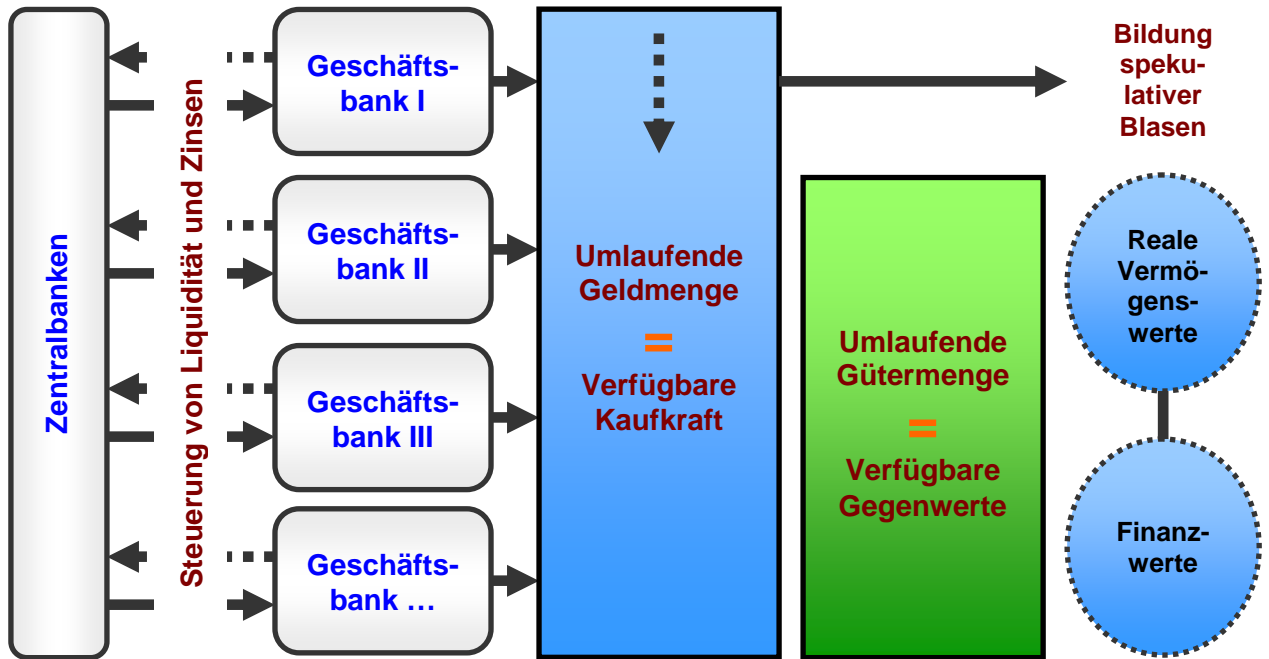 Zentralbanken
Steuerung von Liquidität und Zinsen
Geschäfts-
bank I
Geschäfts-
bank II
Geschäfts-
bank III
Geschäfts-
bank …
Umlaufende
Geldmenge
=
Verfügbare
Kaufkraft
Umlaufende
Gütermenge
=
Verfügbare
Gegenwerte
Bildung
speku-
lativer
Blasen
Reale
Vermö-
gens-
werte
Finanz-
werte